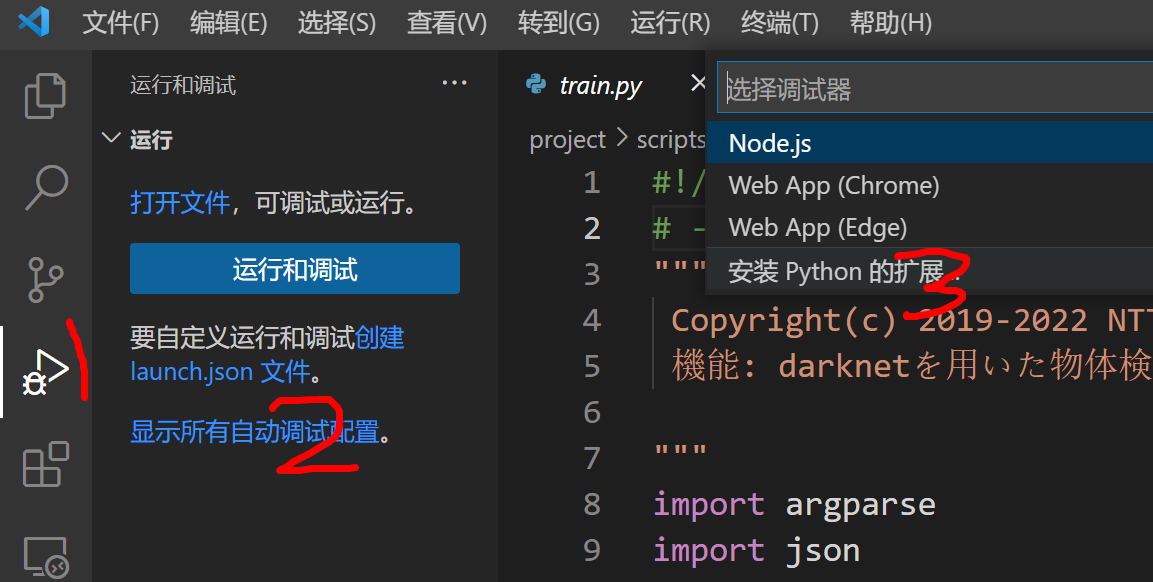 文件(F) 编辑(E) 选择(S) 查看(V) 转到(G) 运行(R) 终端(T) 帮助(H)
运行和调试 ···
运行
打开文件，可调试或运行。
运行和调试
要自定义运行和调试创建
launch.json 文件。
显示所有自动调试配置。
1
2
3
train.py
project > scripts
选择调试器
Node.js
Web App (Chrome)
Web App (Edge)
安装 Python 的扩展..
1 #!/
2 # -
3 """
4 Copyright(c) 2019-2022 NTT
5 機能: darknetを用いた物体検
6
7 """
8 import argparse
9 import json